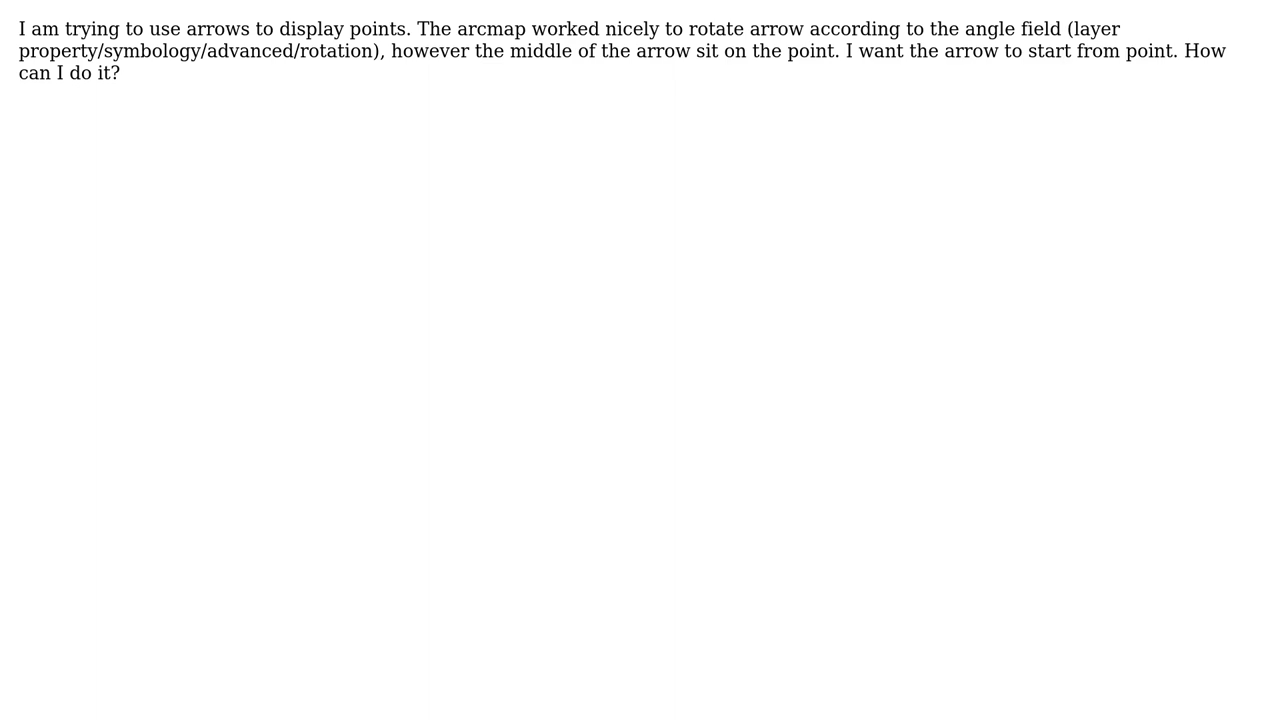 I am trying to use arrows to display points. The arcmap worked nicely to rotate arrow according to the angle field (layer
property/symbology/advanced/rotation), however the middle of the arrow sit on the point. I want the arrow to start from point. How
can I do it?